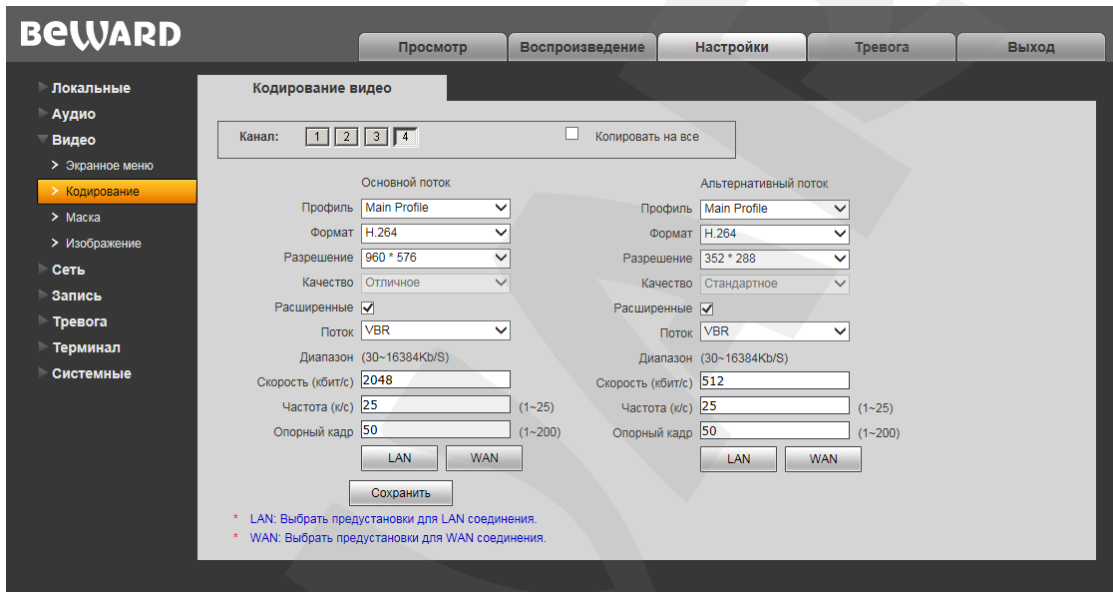 BEWARD
Просмотр Воспроизведение Настройки Тревога Выход
Локальные
Аудио
Видео
> Экранное меню
> Кодирование
> Маска
> Изображение
Сеть
Запись
Тревога
Терминал
Системные
Кодирование видео
Канал: 1 2 3 4 Копировать на все
Основной поток Альтернативный поток
Профиль Main Profile Профиль Main Profile
Формат H.264 Формат H.264
Разрешение 960 * 576 Разрешение 352 * 288
Качество Отличное Качество Стандартное
Расширенные Расширенные
Поток VBR Поток VBR
Диапазон (30~16384Kb/S) Диапазон (30~16384Kb/S)
Скорость (кбит/с) 2048 Скорость (кбит/с) 512
Частота (к/с) 25 (1~25) Частота (к/с) 25 (1~25)
Опорный кадр 50 (1~200) Опорный кадр 50 (1~200)
LAN WAN LAN WAN
Сохранить
* LAN: Выбрать предустановки для LAN соединения.
* WAN: Выбрать предустановки для WAN соединения.